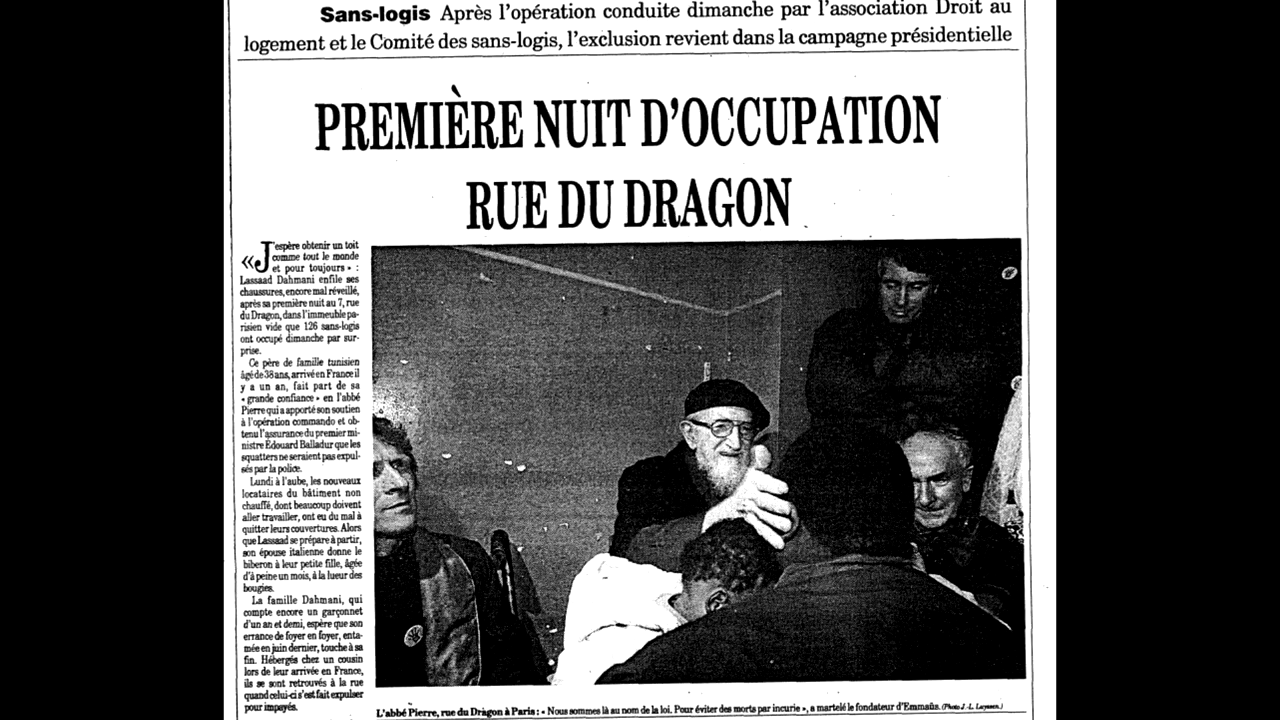 Sans-logis Après l'opération conduite dimanche par l'association Droit au
logement et le Comité des sans-logis, l'exclusion revient dans la campagne présidentielle
PREMIÈRE NUIT D'OCCUPATION
RUE DU DRAGON
«J'espère obtenir un toit
comme tout le monde
et pour toujours » :
Lassaad Dahmani enfile ses
chaussures, encore mal réveillé,
après sa première nuit au 7, rue
du Dragon, dans l'immeuble pa-
risien vide que 126 sans-logis
ont occupé dimanche par sur-
prise.
Ce père de famille tunisien
âgé de 38 ans, arrivé en France il
y a un an, fait part de sa
« grande confiance » en l'abbé
Pierre qui a apporté son soutien
à l'opération commando et ob-
tenu l'assurance du premier mi-
nistre Édouard Balladur que les
squatters ne seraient pas expul-
sés par la police.
Lundi à l'aube, les nouveaux
locataires du bâtiment non
chauffé, dont beaucoup doivent
aller travailler, ont eu du mal à
quitter leurs couvertures. Alors
que Lassaad se prépare à partir,
son épouse italienne donne le
biberon à leur petite fille, âgée
d'à peine un mois, à la lueur des
bougies.
La famille Dahmani, qui
compte encore un garçonnet
d'un an et demi, espère que son
errance de foyer en foyer, enta-
mée en juin dernier, touche à sa
fin. Hébergés chez un cousin
lors de leur arrivée en France,
ils se sont retrouvés à la rue
quand celui-ci s'est fait expulser
pour impayés.
L'abbé Pierre, rue du Dragon à Paris : « Nous sommes là au nom de la loi. Pour éviter des morts par incurie », a martelé le fondateur d'Emmaüs. (Photo J.-L.